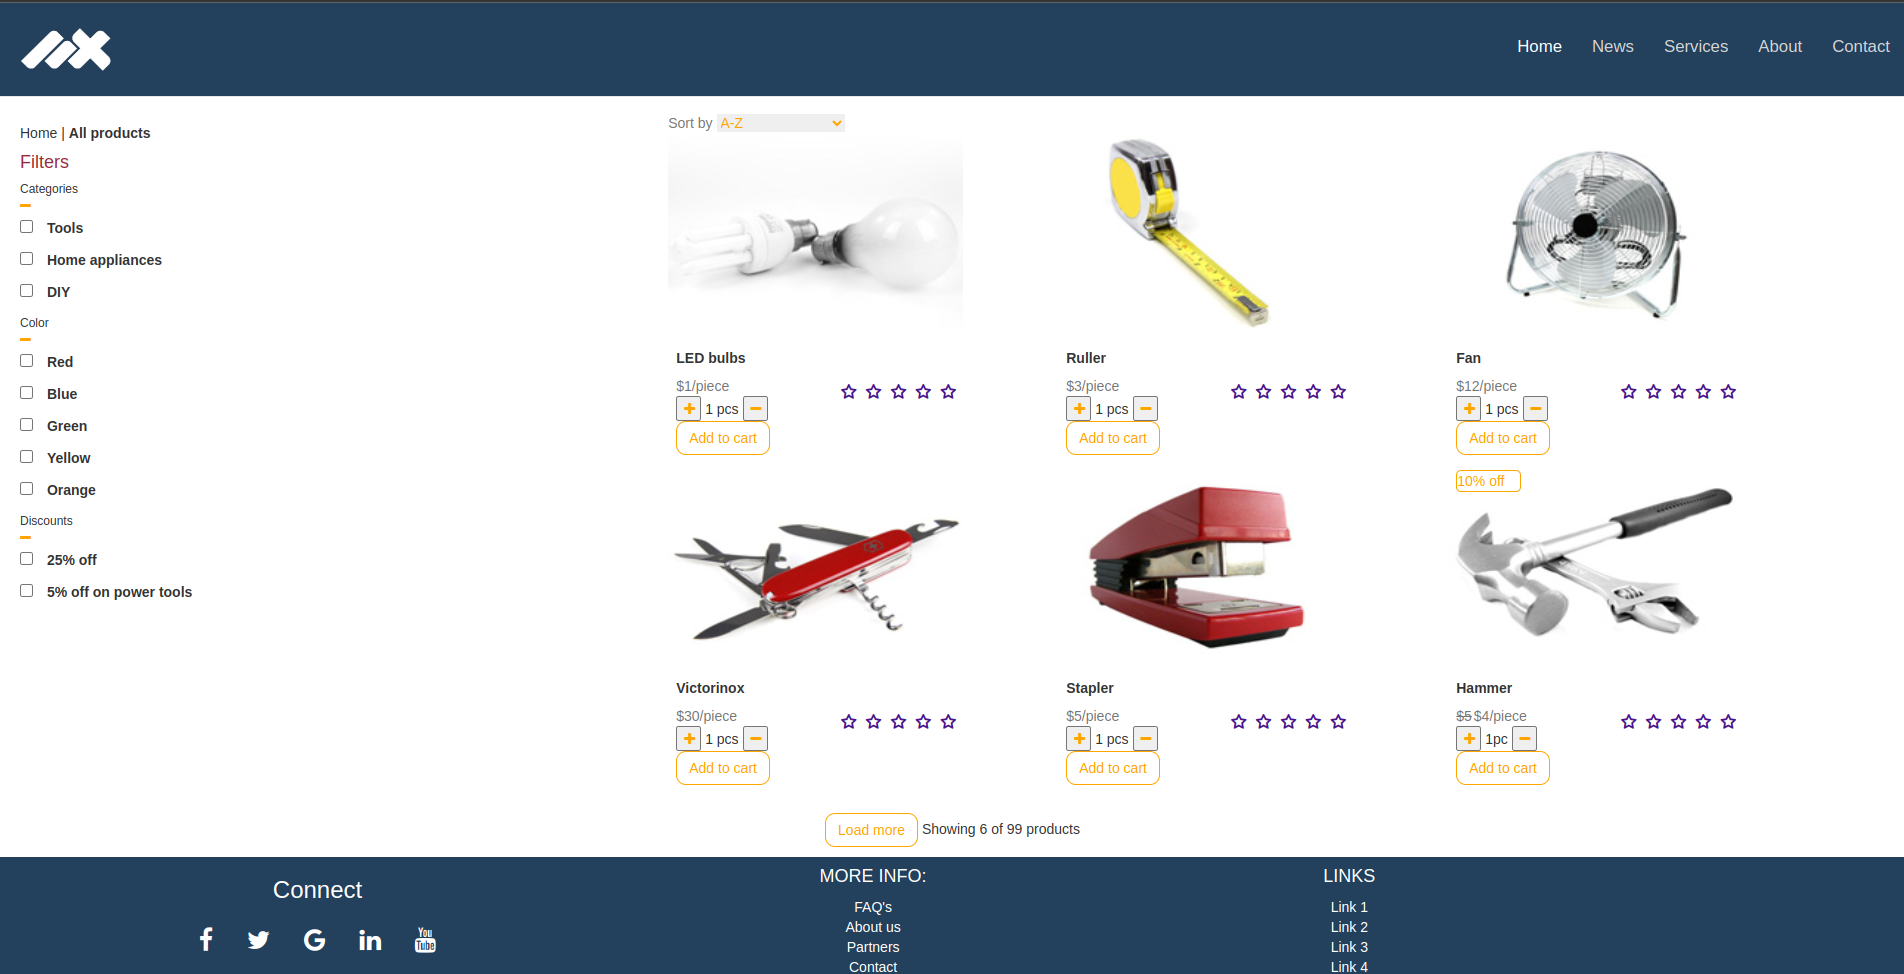 Home
News
Services
About
Contact
Home | All products
Filters
Categories
Tools
Home appliances
DIY
Color
Red
Blue
Green
Yellow
Orange
Discounts
25% off
5% off on power tools
Sort by A-Z
LED bulbs
$1/piece
1 pcs
Add to cart
Ruller
$3/piece
1 pcs
Add to cart
Fan
$12/piece
1 pcs
Add to cart
Victorinox
$30/piece
1 pcs
Add to cart
Stapler
$5/piece
1 pcs
Add to cart
10% off
Hammer
$5 $4/piece
1pc
Add to cart
Load more Showing 6 of 99 products
Connect
You
Tube
MORE INFO:
FAQ's
About us
Partners
Contact
LINKS
Link 1
Link 2
Link 3
Link 4